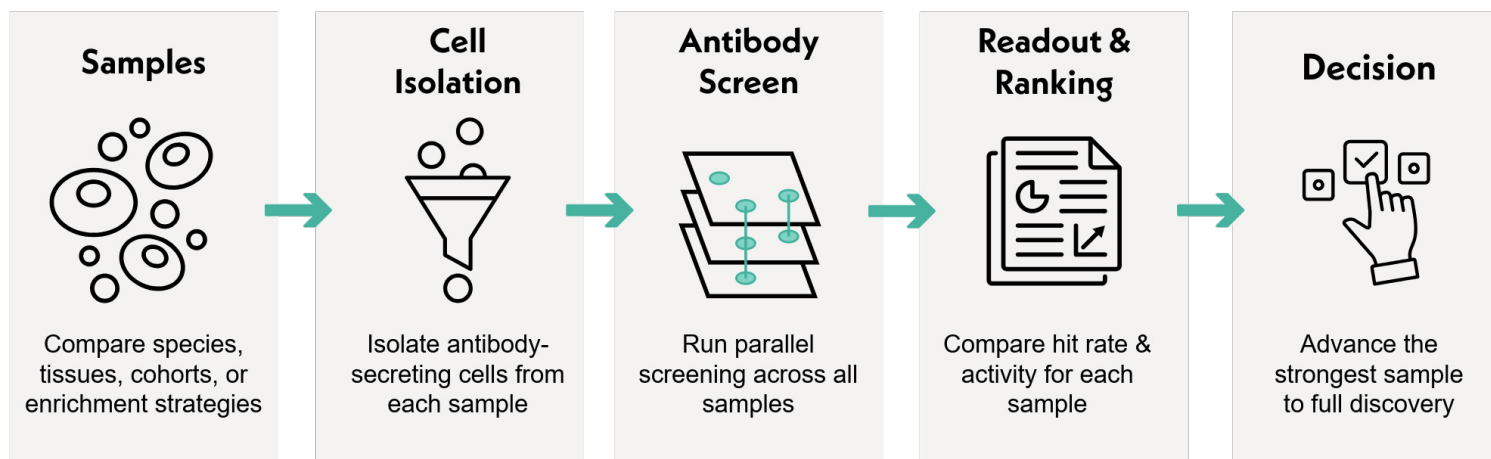 Samples
Compare species,
tissues, cohorts, or
enrichment strategies
Cell
Isolation
Isolate antibody-
secreting cells from
each sample
Antibody
Screen
Run parallel
screening across all
samples
Readout &
Ranking
Compare hit rate &
activity for each
sample
Decision
Advance the
strongest sample
to full discovery